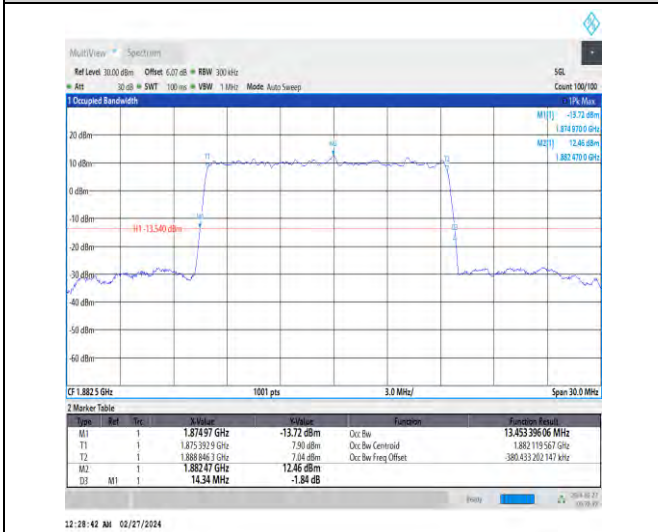 MultiView Spectrum
Ref Level 30.00 dBm Offset 6.07 dB RBW 300 kHz SGL
Att 30 dB SWT 100 ms VBW 1 MHz Mode Auto Sweep Count 100/100
1 Occupied Bandwidth 1Pk Max
M1[1] -13.72 dBm
1.874 970 0 GHz
M2[1] 12.46 dBm
1.882 470 0 GHz
20 dBm
M2
T1 T2
10 dBm
0 dBm
-10 dBm
M1
H1 -13.540 dBm
D3
-20 dBm
-30 dBm
-40 dBm
-50 dBm
-60 dBm
CF 1.882 5 GHz 1001 pts 3.0 MHz/ Span 30.0 MHz
2 Marker Table
Type Ref Trc X-Value Y-Value Function Function Result
M1 1 1.874 97 GHz -13.72 dBm Occ Bw 13.453 396 06 MHz
T1 1 1.875 392 9 GHz 7.90 dBm Occ Bw Centroid 1.882 119 567 GHz
T2 1 1.888 846 3 GHz 7.04 dBm Occ Bw Freq Offset -380.433 202 147 kHz
M2 1 1.882 47 GHz 12.46 dBm
D3 M1 1 14.34 MHz -1.84 dB
12:28:42 AM 02/27/2024